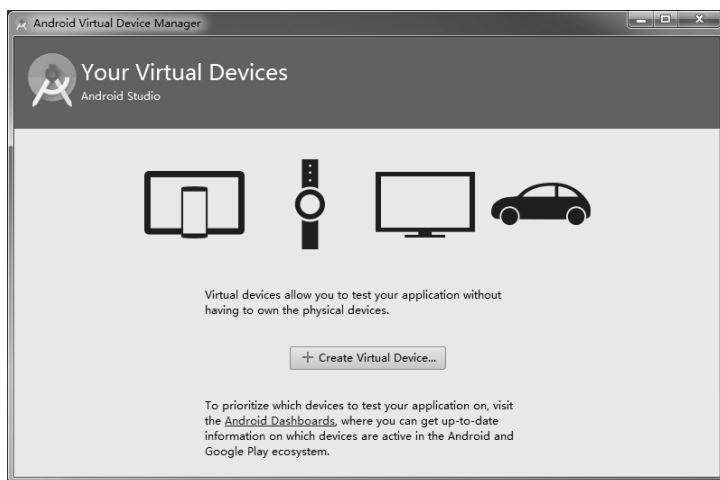 Android Virtual Device Manager
Your Virtual Devices
Android Studio
Virtual devices allow you to test your application without
having to own the physical devices.
+ Create Virtual Device...
To prioritize which devices to test your application on, visit
the Android Dashboards, where you can get up-to-date
information on which devices are active in the Android and
Google Play ecosystem.